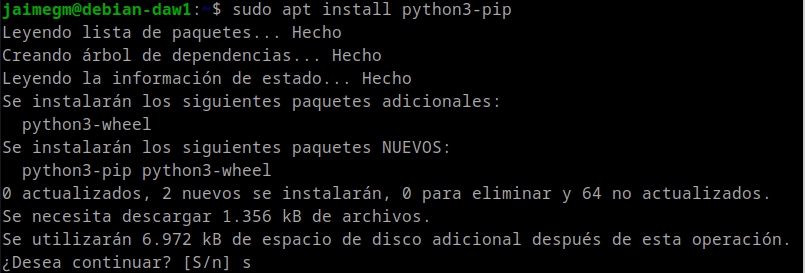 jaimegm@debian-daw1:~$ sudo apt install python3-pip
Leyendo lista de paquetes... Hecho
Creando árbol de dependencias... Hecho
Leyendo la información de estado... Hecho
Se instalarán los siguientes paquetes adicionales:
  python3-wheel
Se instalarán los siguientes paquetes NUEVOS:
  python3-pip python3-wheel
0 actualizados, 2 nuevos se instalarán, 0 para eliminar y 64 no actualizados.
Se necesita descargar 1.356 kB de archivos.
Se utilizarán 6.972 kB de espacio de disco adicional después de esta operación.
¿Desea continuar? [S/n] s